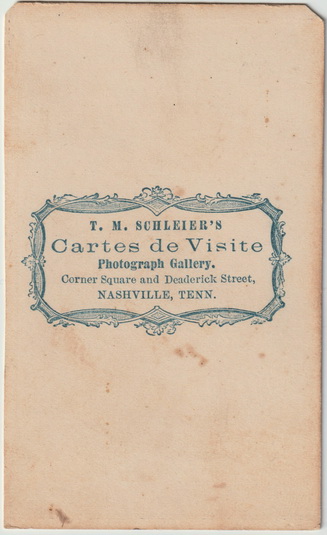 T. M. SCHLEIER'S
Cartes de Visite
Photograph Gallery.
Corner Square and Deaderick Street,
NASHVILLE, TENN.